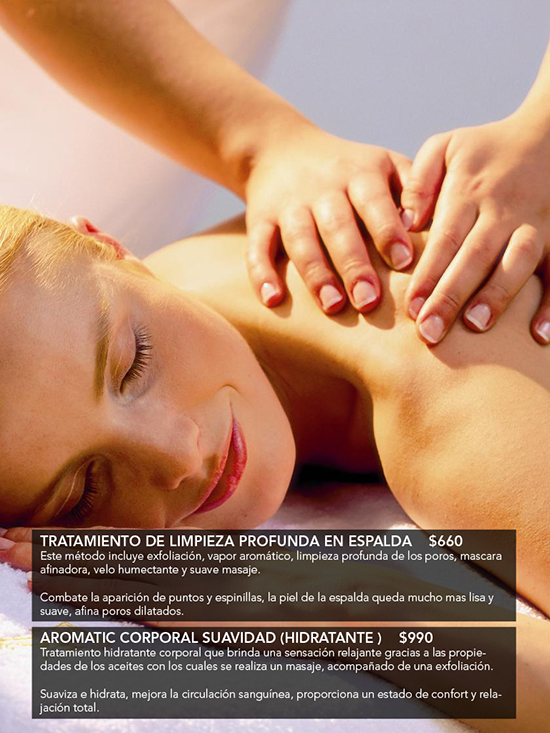 TRATAMIENTO DE LIMPIEZA PROFUNDA EN ESPALDA $660
Este método incluye exfoliación, vapor aromático, limpieza profunda de los poros, mascara
afinadora, velo humectante y suave masaje.
Combate la aparición de puntos y espinillas, la piel de la espalda queda mucho mas lisa y
suave, afina poros dilatados.
AROMATIC CORPORAL SUAVIDAD (HIDRATANTE ) $990
Tratamiento hidratante corporal que brinda una sensación relajante gracias a las propie-
dades de los aceites con los cuales se realiza un masaje, acompañado de una exfoliación.
Suaviza e hidrata, mejora la circulación sanguínea, proporciona un estado de confort y rela-
jación total.